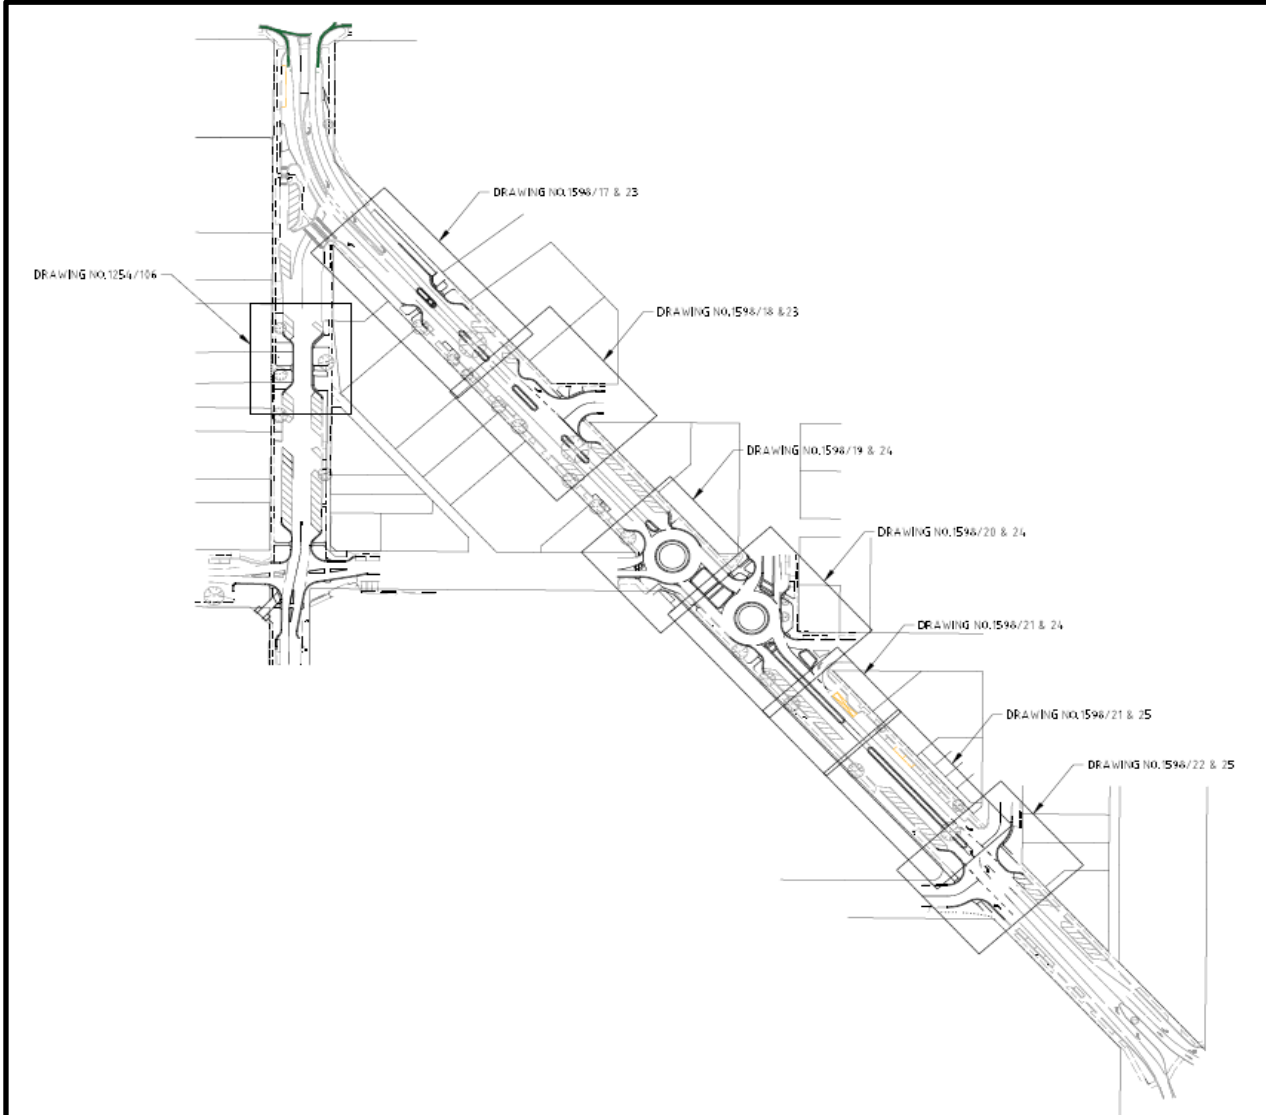 DRAWING NO.1598/17 & 23
DRAWING NO.1254/106
DRAWING NO.1598/18 & 23
DRAWING NO.1598/19 & 24
DRAWING NO.1598/20 & 24
DRAWING NO.1598/21 & 24
DRAWING NO.1598/21 & 25
DRAWING NO.1598/22 & 25